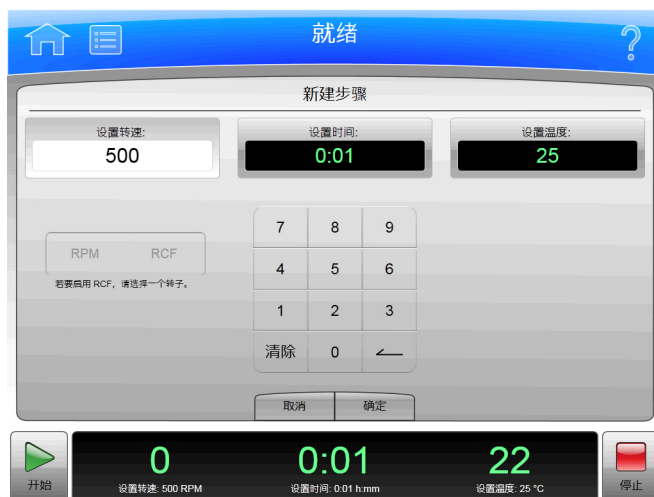 就绪
新建步骤
设置转速: 设置时间: 设置温度:
500 0:01 25
7 8 9
RPM RCF
4 5 6
若要启用 RCF，请选择一个转子。
1 2 3
清除 0
取消 确定
0 0:01 22
开始 设置转速: 500 RPM 设置时间: 0:01 h:mm 设置温度: 25 °C 停止